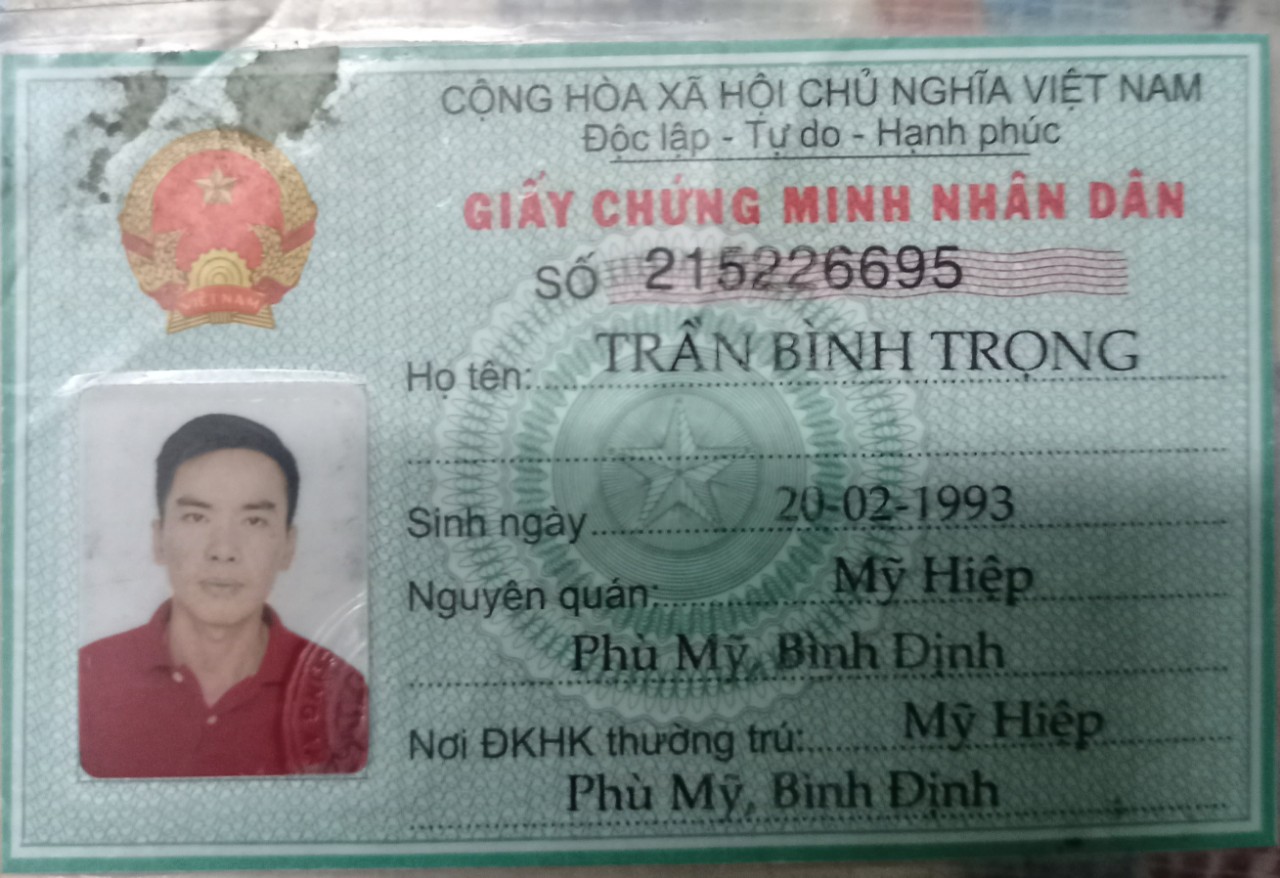 CỘNG HÒA XÃ HỘI CHỦ NGHĨA VIỆT NAM
Độc lập - Tự do - Hạnh phúc
GIẤY CHỨNG MINH NHÂN DÂN
SỐ 215226695
VIỆT NAM
Họ tên: TRẦN BÌNH TRỌNG
Sinh ngày 20-02-1993
Nguyên quán: Mỹ Hiệp
Phù Mỹ, Bình Định
Nơi ĐKHK thường trú: Mỹ Hiệp
Phù Mỹ, Bình Định